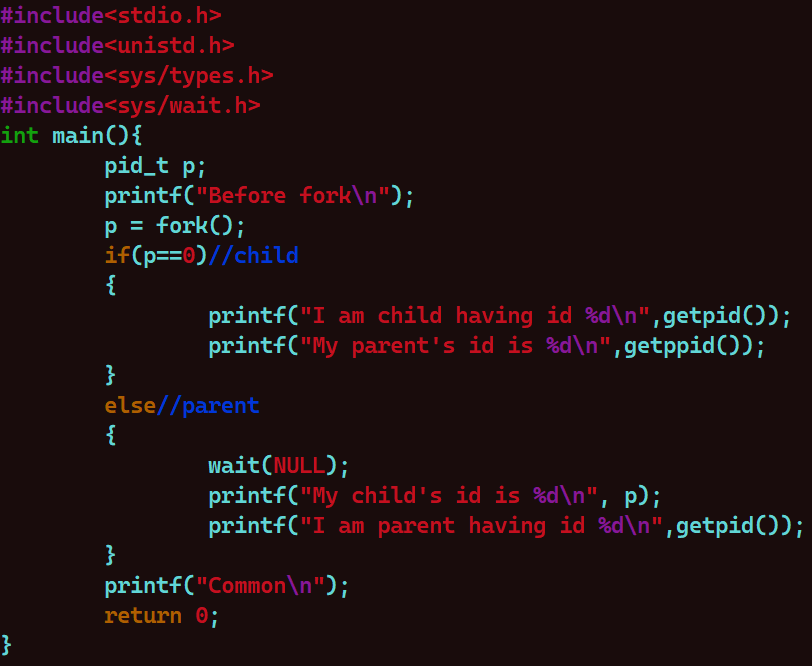 #include<stdio.h>
#include<unistd.h>
#include<sys/types.h>
#include<sys/wait.h>
int main(){
        pid_t p;
        printf("Before fork\n");
        p = fork();
        if(p==0)//child
        {
                printf("I am child having id %d\n",getpid());
                printf("My parent's id is %d\n",getppid());
        }
        else//parent
        {
                wait(NULL);
                printf("My child's id is %d\n", p);
                printf("I am parent having id %d\n",getpid());
        }
        printf("Common\n");
        return 0;
}